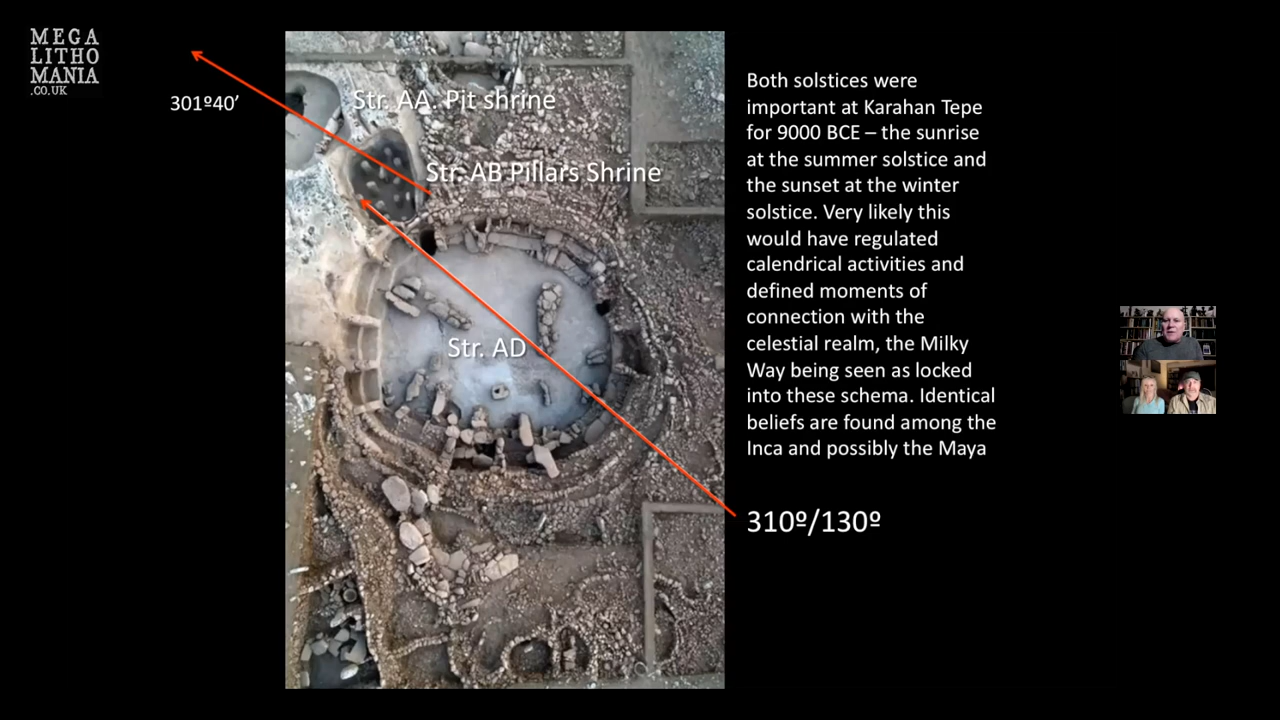 MEGA
LITHO
MANIA
.CO.UK
301º40’
Str. AA. Pit shrine
Str. AB Pillars Shrine
Str. AD
Both solstices were
important at Karahan Tepe
for 9000 BCE – the sunrise
at the summer solstice and
the sunset at the winter
solstice. Very likely this
would have regulated
calendrical activities and
defined moments of
connection with the
celestial realm, the Milky
Way being seen as locked
into these schema. Identical
beliefs are found among the
Inca and possibly the Maya
310º/130º